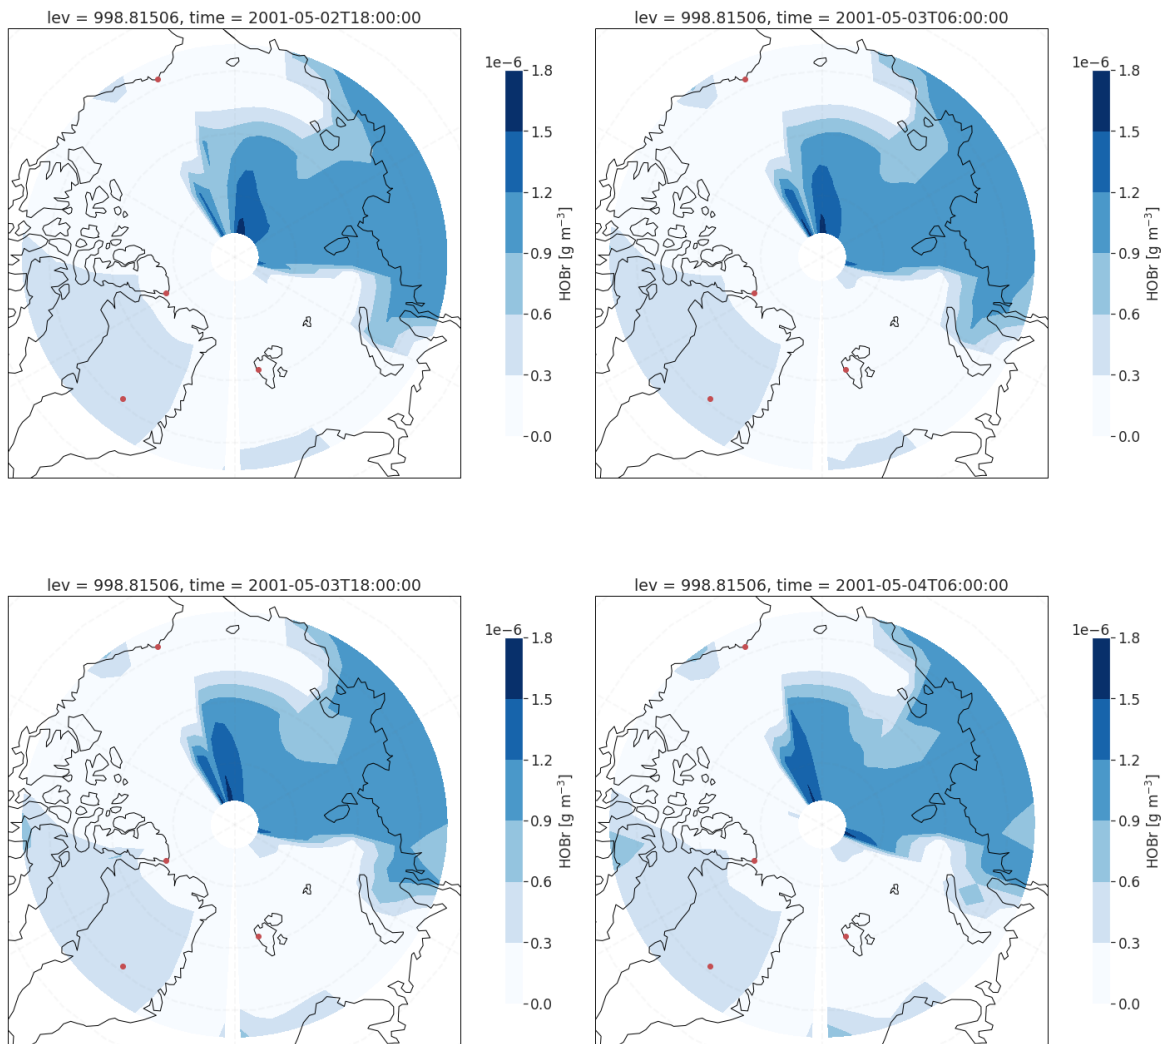 lev = 998.81506, time = 2001-05-02T18:00:00
1e−6
1.8
1.5
1.2
0.9
0.6
0.3
0.0
HOBr [g m⁻³]
lev = 998.81506, time = 2001-05-03T06:00:00
1e−6
1.8
1.5
1.2
0.9
0.6
0.3
0.0
HOBr [g m⁻³]
lev = 998.81506, time = 2001-05-03T18:00:00
1e−6
1.8
1.5
1.2
0.9
0.6
0.3
0.0
HOBr [g m⁻³]
lev = 998.81506, time = 2001-05-04T06:00:00
1e−6
1.8
1.5
1.2
0.9
0.6
0.3
0.0
HOBr [g m⁻³]